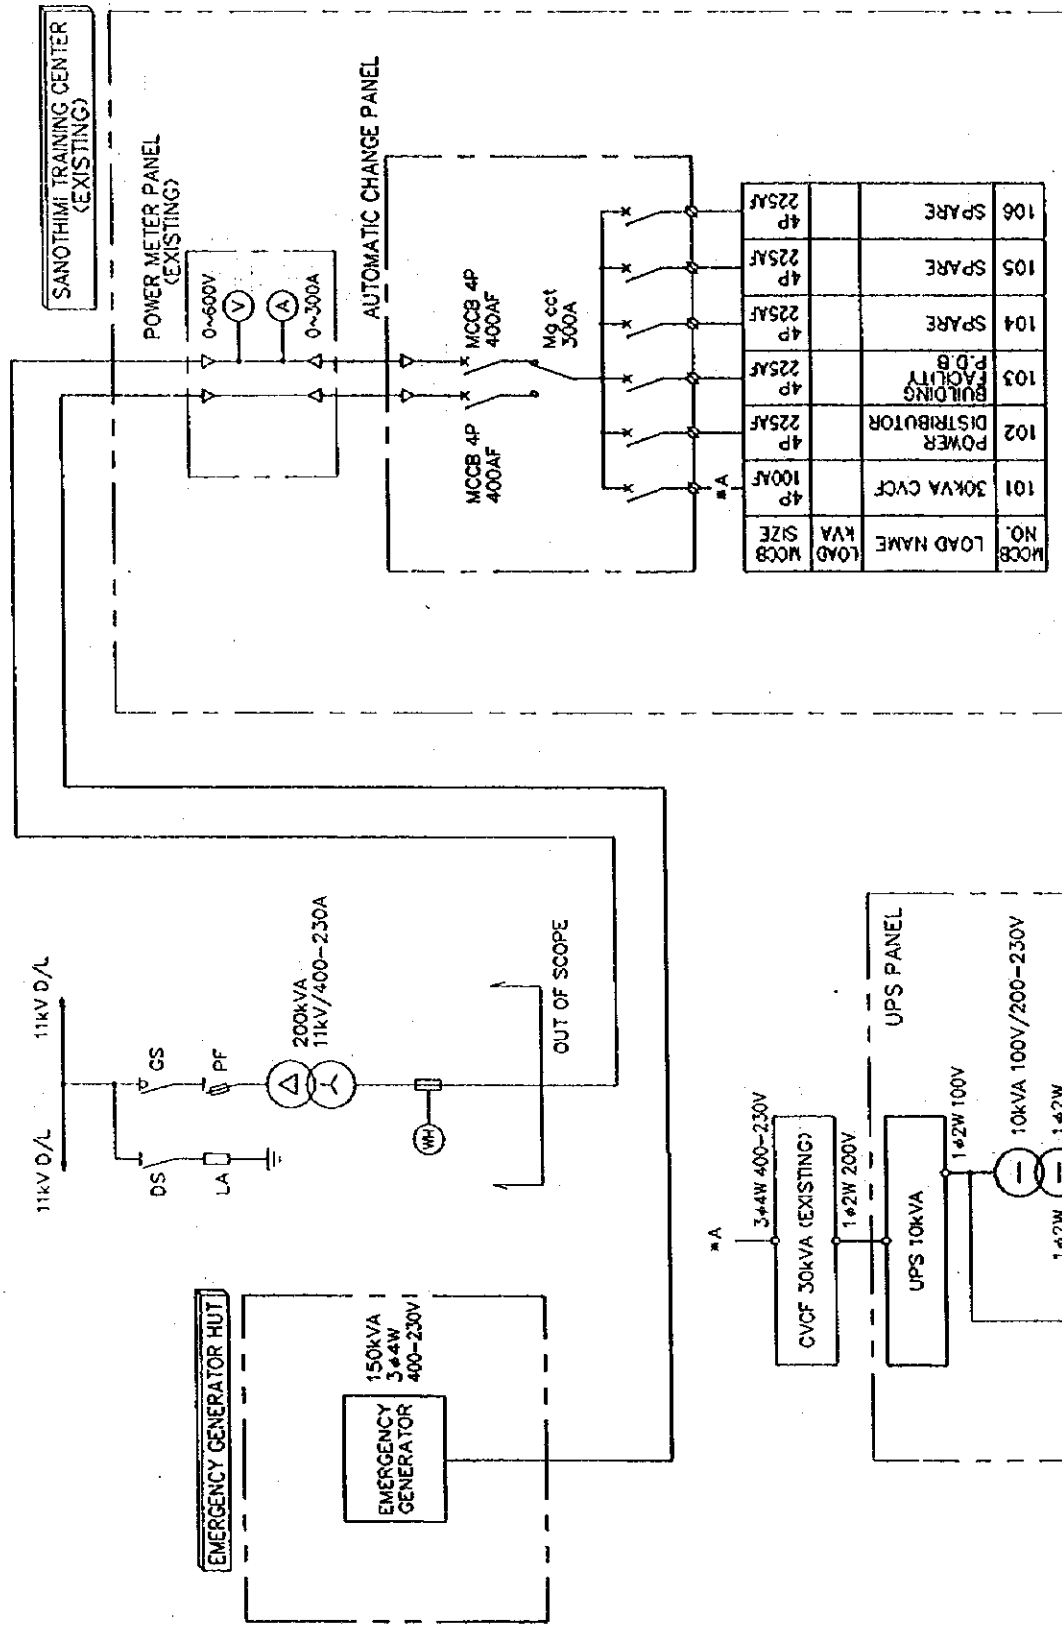 SANOTHIMI TRAINING CENTER
(EXISTING)
POWER METER PANEL
(EXISTING)
0~600V
V
A
0~300A
AUTOMATIC CHANGE PANEL
MCCB 4P
400AF
MCCB 4P
400AF
Mg cct
300A
*A
MCCB
NO.
LOAD NAME
LOAD
KVA
MCCB
SIZE
101
30KVA CVCF
4P
100AF
102
POWER
DISTRIBUTOR
4P
225AF
103
BUILDING
FACILITY
P.D.B
4P
225AF
104
SPARE
4P
225AF
105
SPARE
4P
225AF
106
SPARE
4P
225AF
11kV D/L
11kV D/L
GS
PF
DS
LA
200kVA
11kV/400-230A
WH
OUT OF SCOPE
EMERGENCY GENERATOR HUT
EMERGENCY
GENERATOR
150kVA
3φ4W
400-230V
*A
3φ4W 400-230V
CVCF 30kVA (EXISTING)
1φ2W 200V
UPS PANEL
UPS 10kVA
1φ2W 100V
10kVA 100V/200-230V
1φ2W
1φ2W